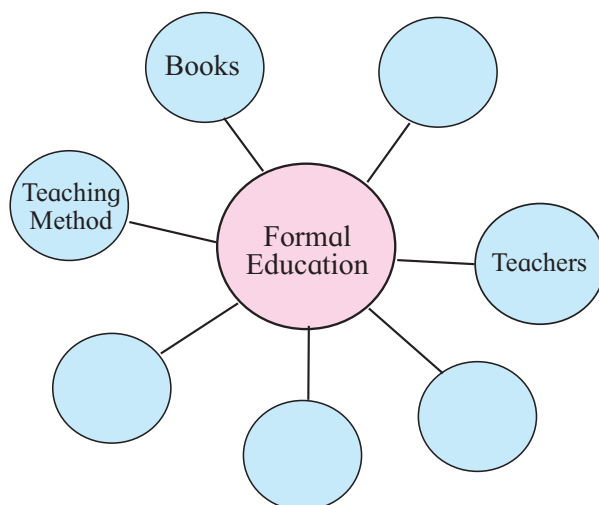 Books
Teaching
Method
Formal
Education
Teachers